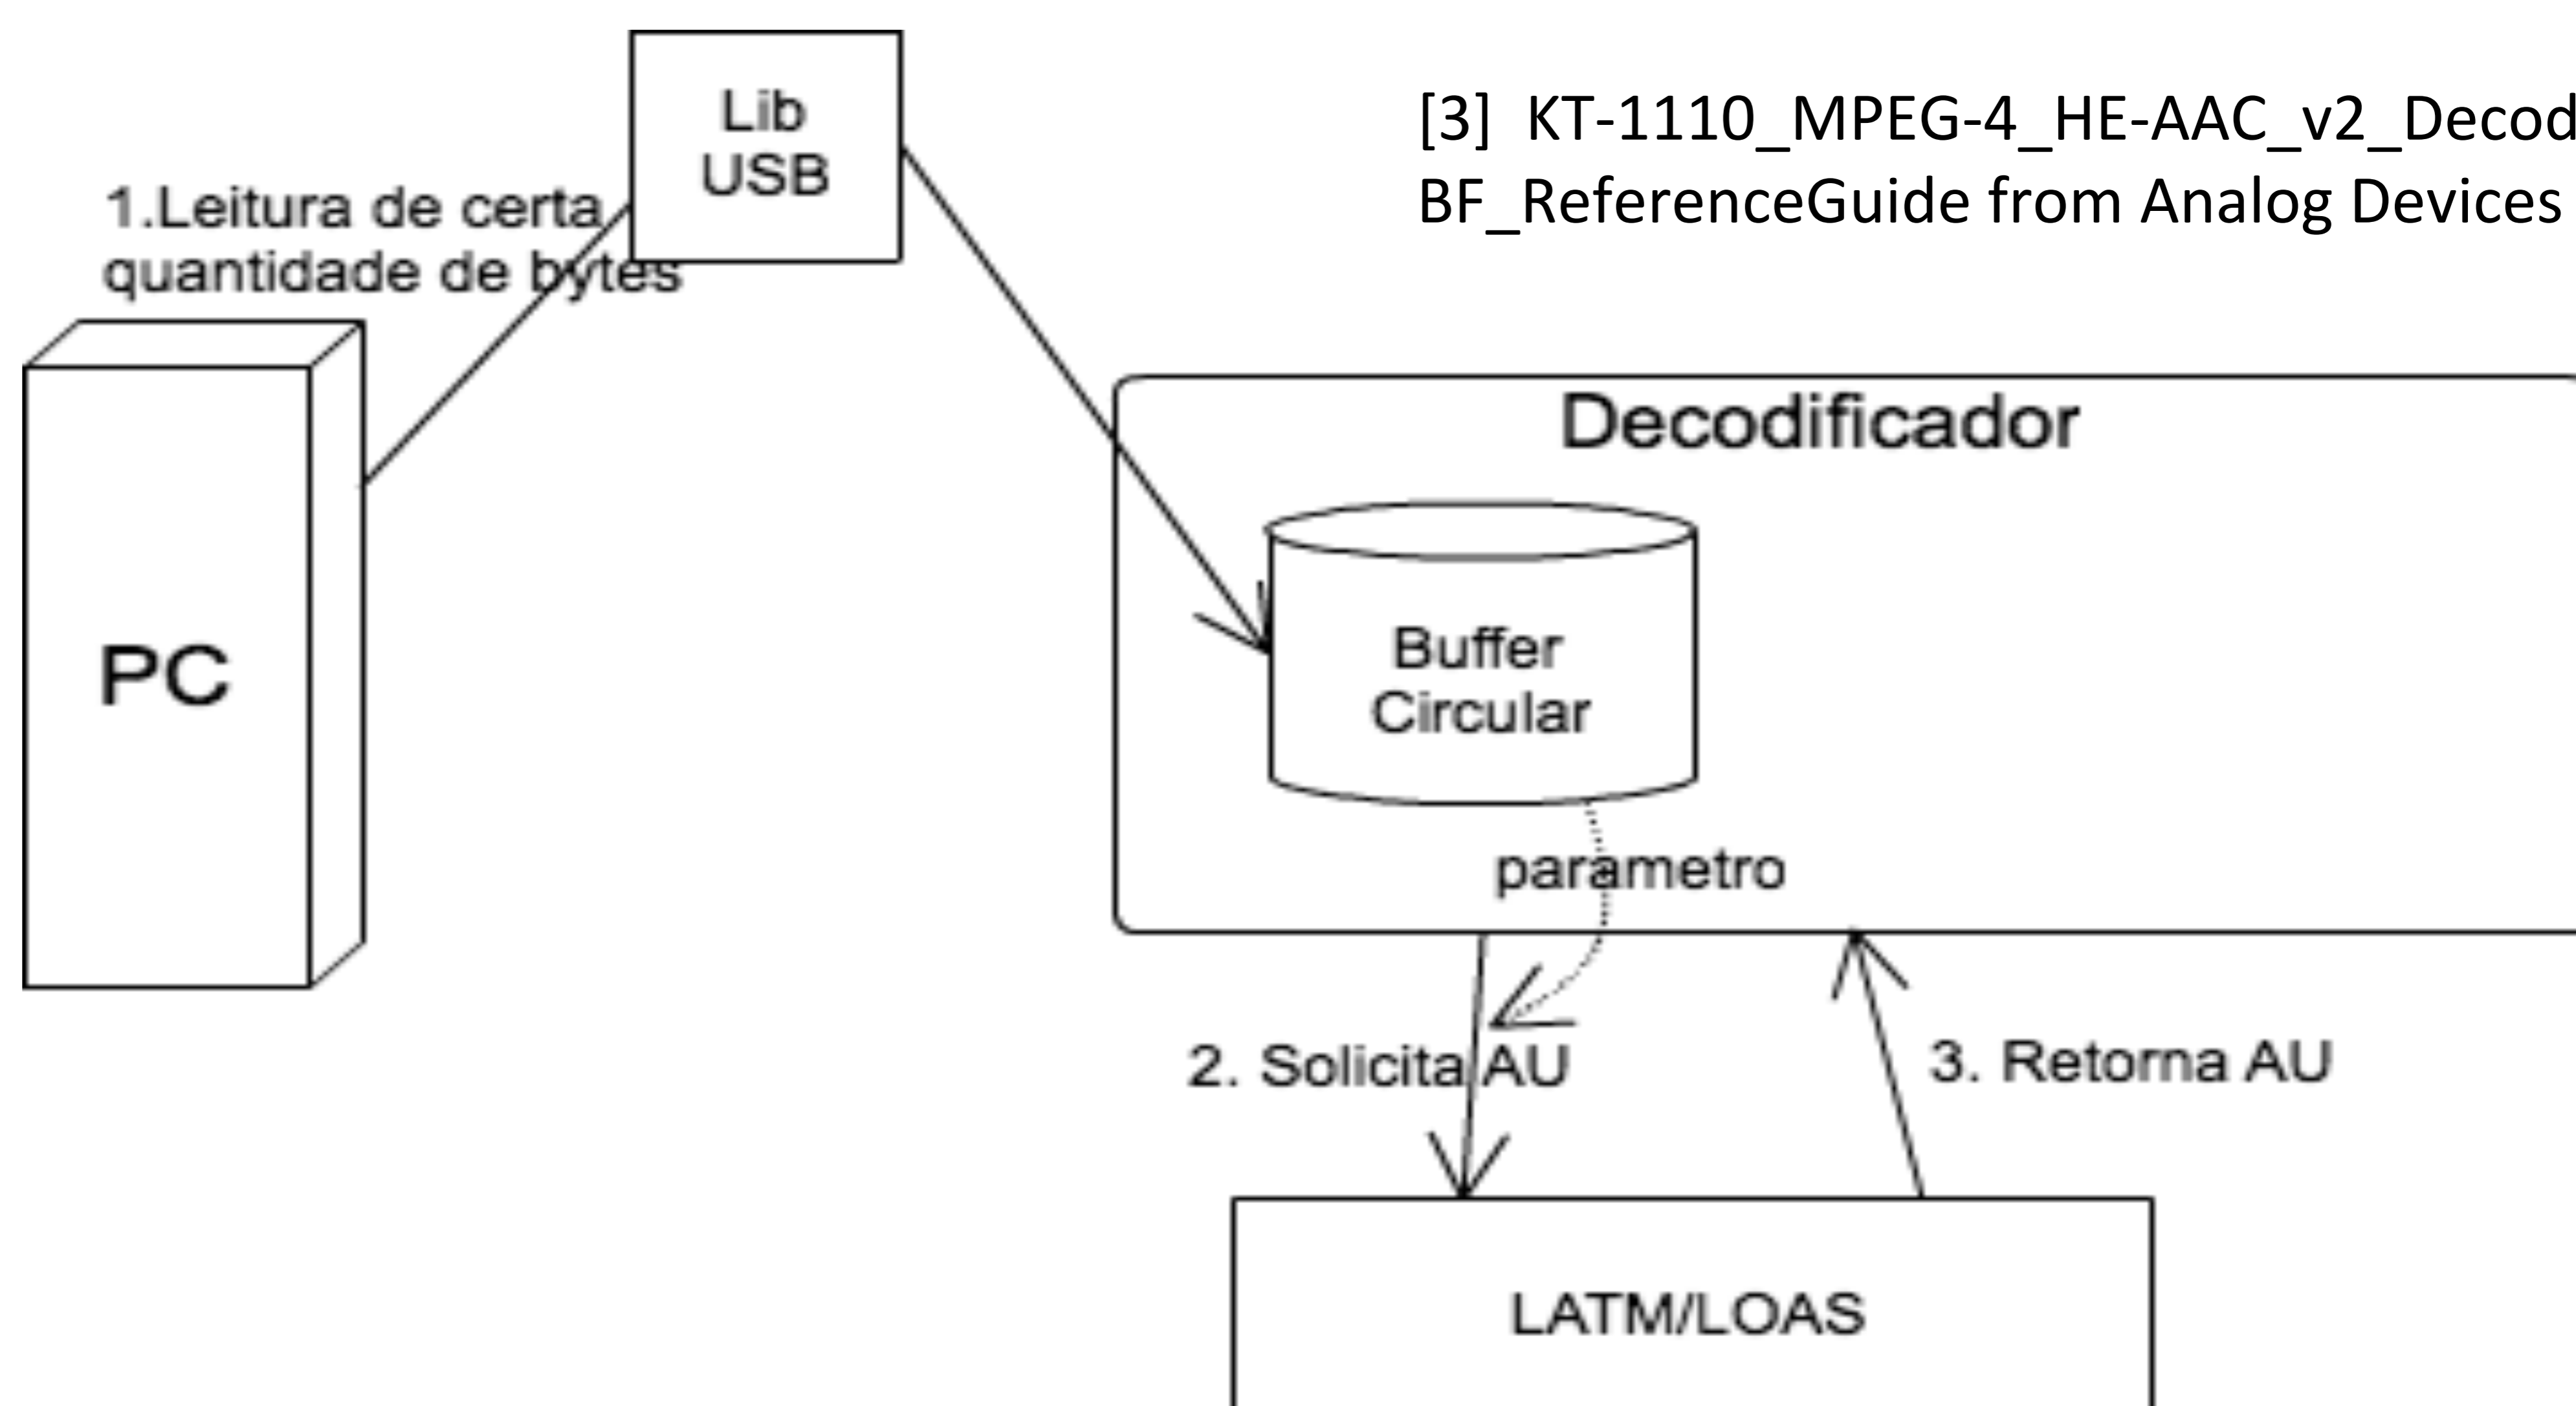 Lib
USB
[3] KT-1110_MPEG-4_HE-AAC_v2_Decod
BF_ReferenceGuide from Analog Devices
1.Leitura de certa
quantidade de bytes
Decodificador
PC
Buffer
Circular
parametro
2. Solicita AU
3. Retorna AU
LATM/LOAS